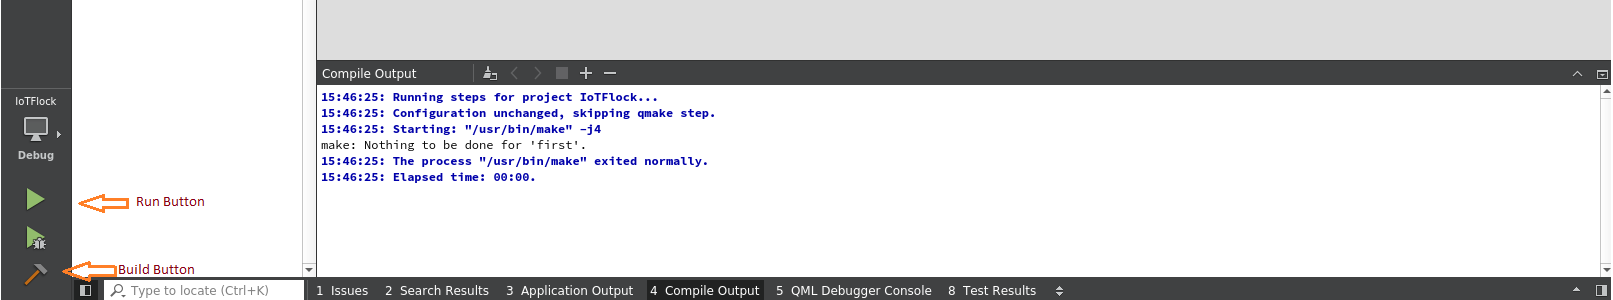 Compile Output
IoTFlock
Debug
15:46:25: Running steps for project IoTFlock...
15:46:25: Configuration unchanged, skipping qmake step.
15:46:25: Starting: "/usr/bin/make" -j4
make: Nothing to be done for 'first'.
15:46:25: The process "/usr/bin/make" exited normally.
15:46:25: Elapsed time: 00:00.
Run Button
Build Button
Type to locate (Ctrl+K)
1 Issues 2 Search Results 3 Application Output 4 Compile Output 5 QML Debugger Console 8 Test Results